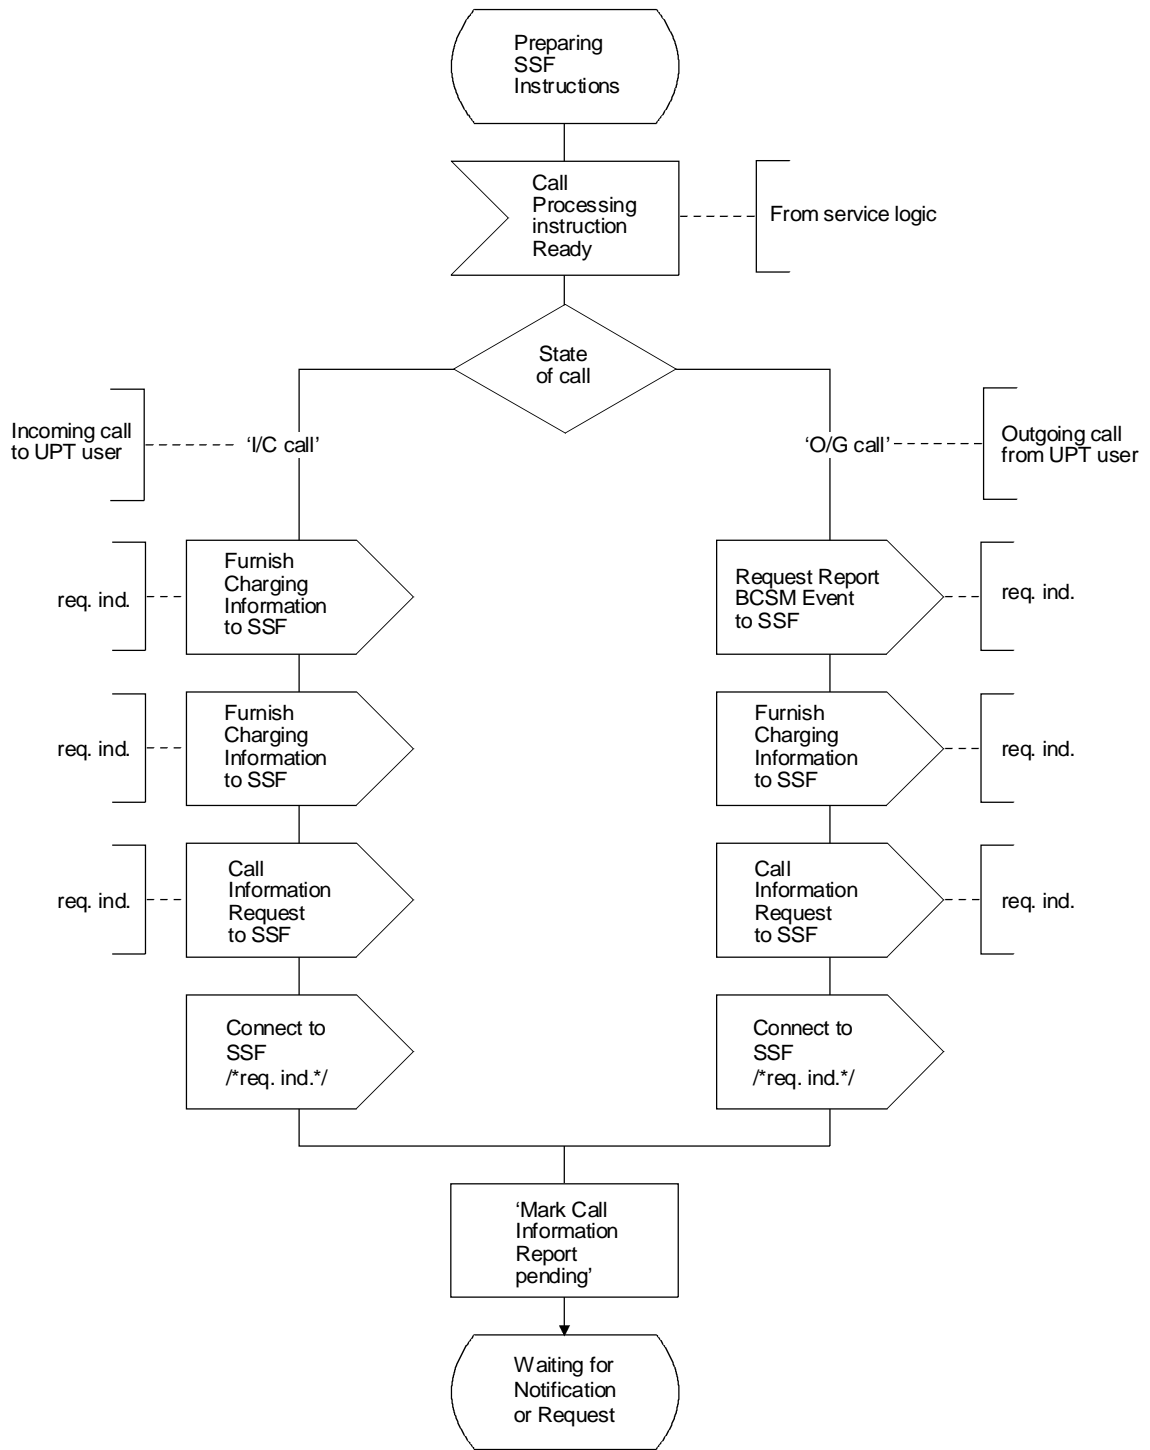 Preparing
SSF
Instructions
Call
Processing
instruction
Ready
From service logic
State
of call
Incoming call
to UPT user
‘I/C call’
‘O/G call’
Outgoing call
from UPT user
req. ind.
Furnish
Charging
Information
to SSF
Request Report
BCSM Event
to SSF
req. ind.
req. ind.
Furnish
Charging
Information
to SSF
Furnish
Charging
Information
to SSF
req. ind.
req. ind.
Call
Information
Request
to SSF
Call
Information
Request
to SSF
req. ind.
Connect to
SSF
/*req. ind.*/
Connect to
SSF
/*req. ind.*/
‘Mark Call
Information
Report
pending’
Waiting for
Notification
or Request